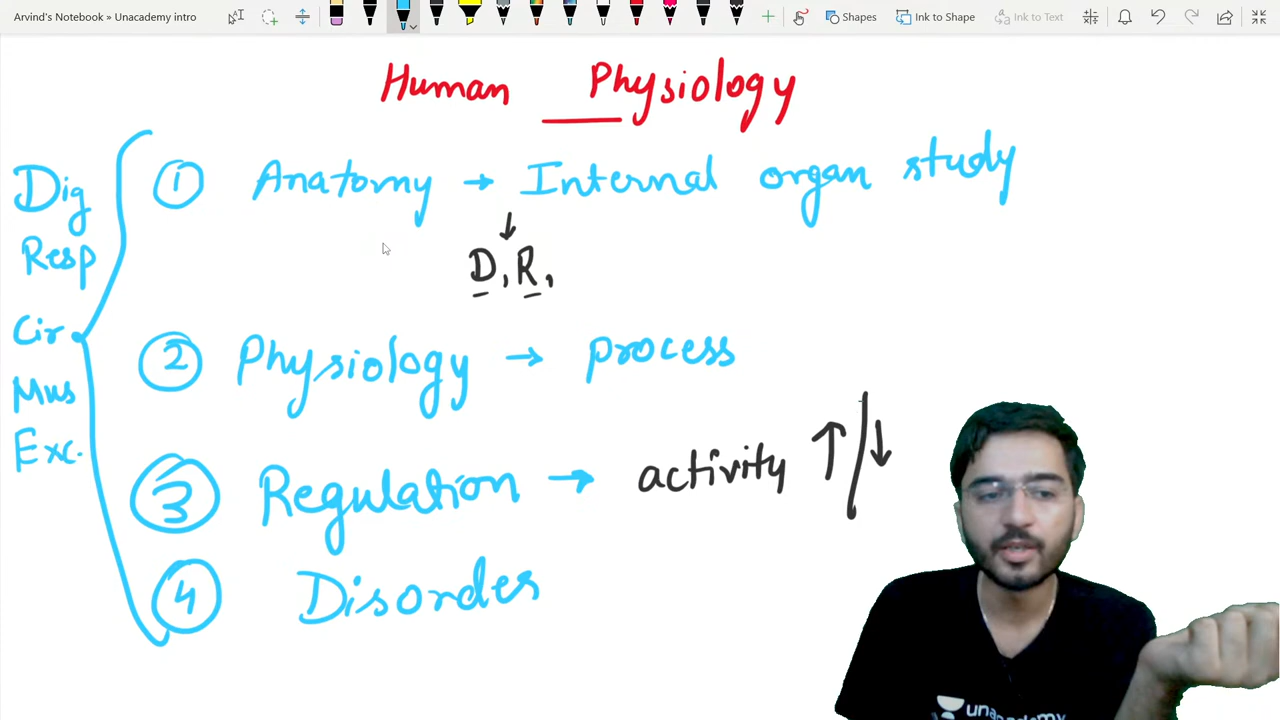 Arvind's Notebook » Unacademy intro
Shapes
Ink to Shape
Ink to Text
Human Physiology
Dig
Resp
Cir
Mus
Exc.
1 Anatomy → Internal organ study
↓
D, R,
2 Physiology → process
3 Regulation → activity ↑/↓
4 Disorder
unacademy